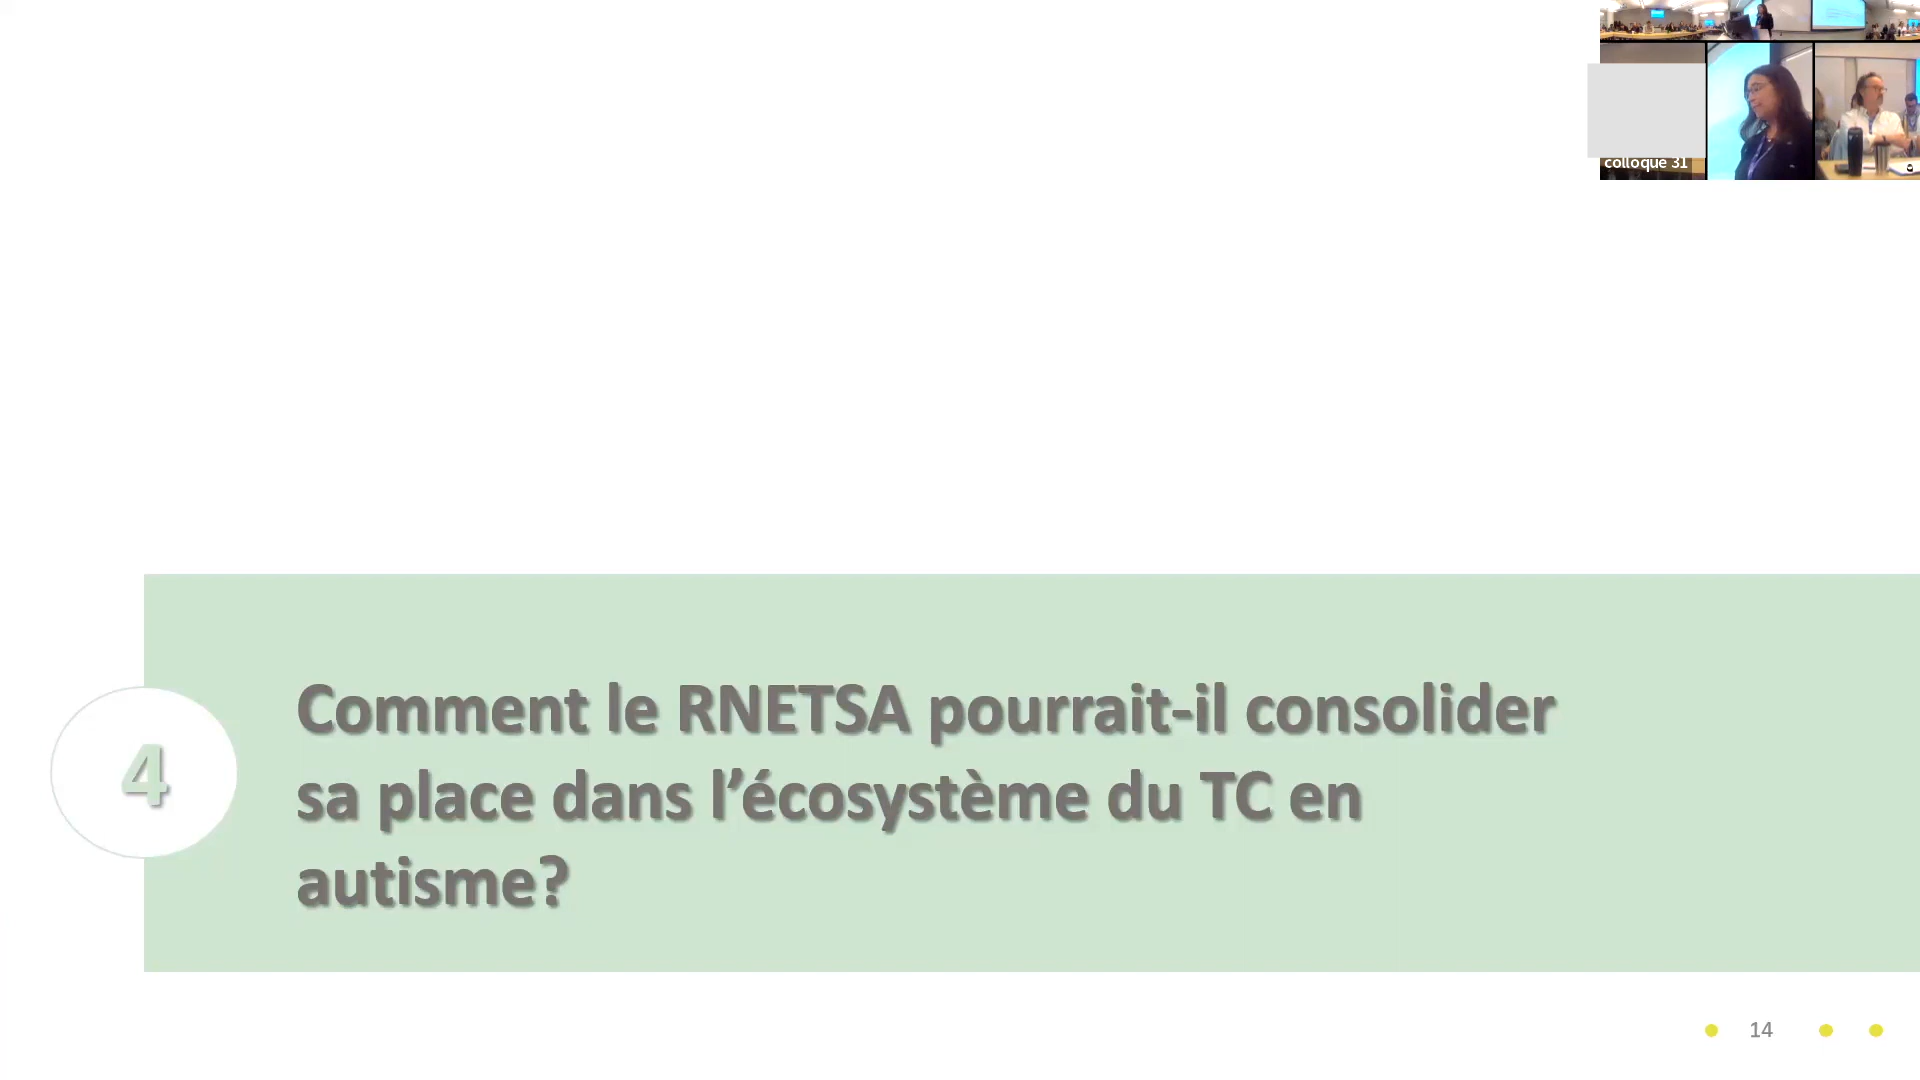 colloque 31
4
Comment le RNETSA pourrait-il consolider
sa place dans l’écosystème du TC en
autisme?
14